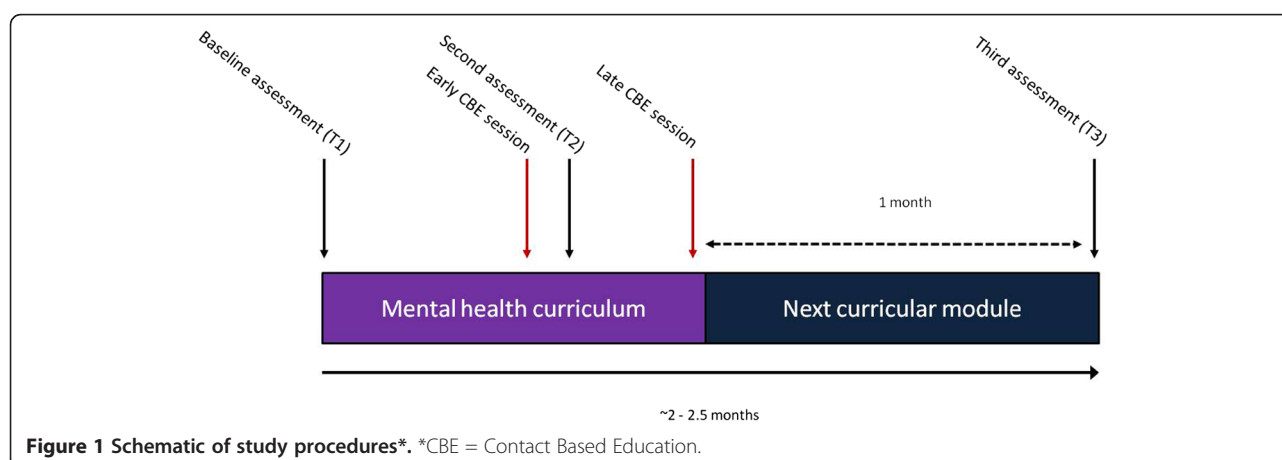 Baseline assessment (T1)
Early CBE session
Second assessment (T2)
Late CBE session
Third assessment (T3)
1 month
Mental health curriculum
Next curricular module
~2 - 2.5 months
Figure 1 Schematic of study procedures*. *CBE = Contact Based Education.